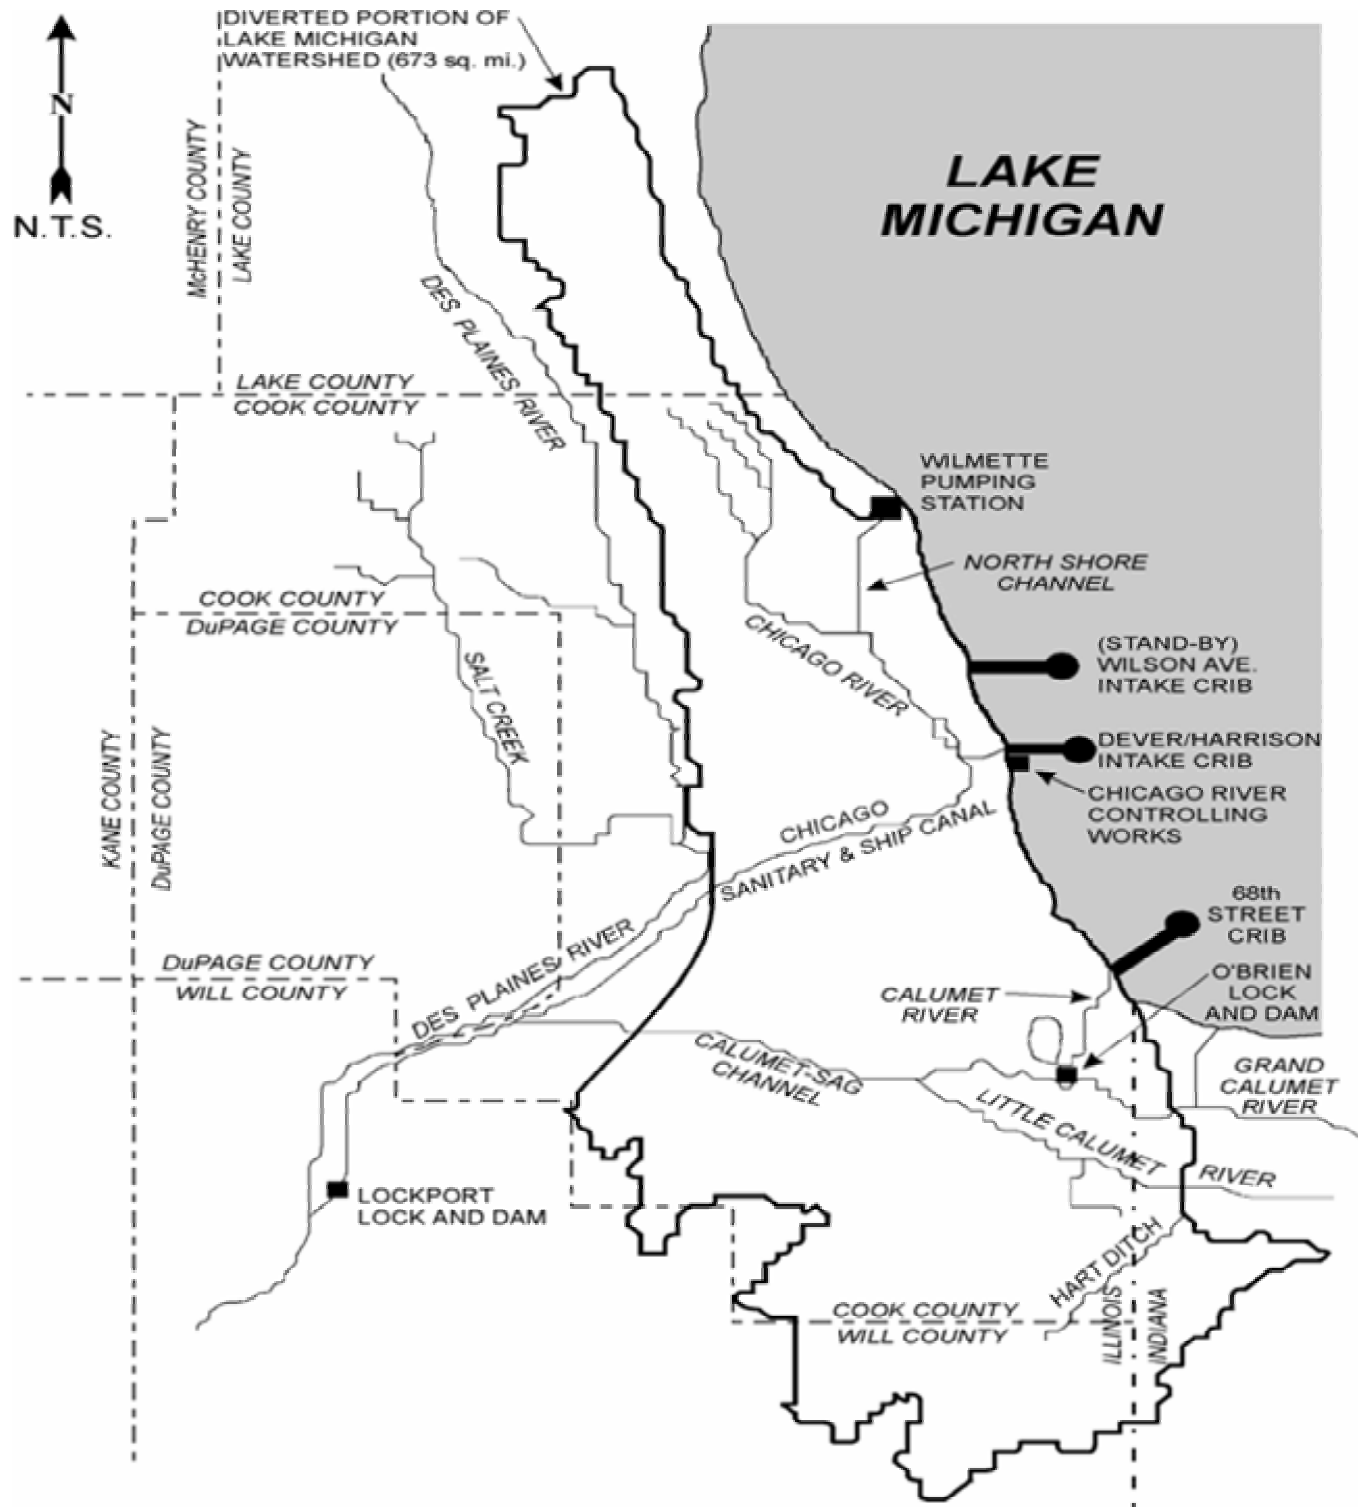 DIVERTED PORTION OF
LAKE MICHIGAN
WATERSHED (673 sq. mi.)
N
N.T.S.
McHENRY COUNTY
LAKE COUNTY
LAKE
MICHIGAN
DES PLAINES RIVER
LAKE COUNTY
COOK COUNTY
WILMETTE
PUMPING
STATION
NORTH SHORE
CHANNEL
COOK COUNTY
DuPAGE COUNTY
CHICAGO RIVER
(STAND-BY)
WILSON AVE.
INTAKE CRIB
SALT CREEK
KANE COUNTY
DuPAGE COUNTY
DEVER/HARRISON
INTAKE CRIB
CHICAGO RIVER
CONTROLLING
WORKS
CHICAGO
SANITARY & SHIP CANAL
68th
STREET
CRIB
DES PLAINES RIVER
DuPAGE COUNTY
WILL COUNTY
O'BRIEN
LOCK
AND DAM
CALUMET
RIVER
CALUMET-SAG
CHANNEL
GRAND
CALUMET
RIVER
LITTLE CALUMET
RIVER
LOCKPORT
LOCK AND DAM
HART DITCH
COOK COUNTY
WILL COUNTY
ILLINOIS
INDIANA